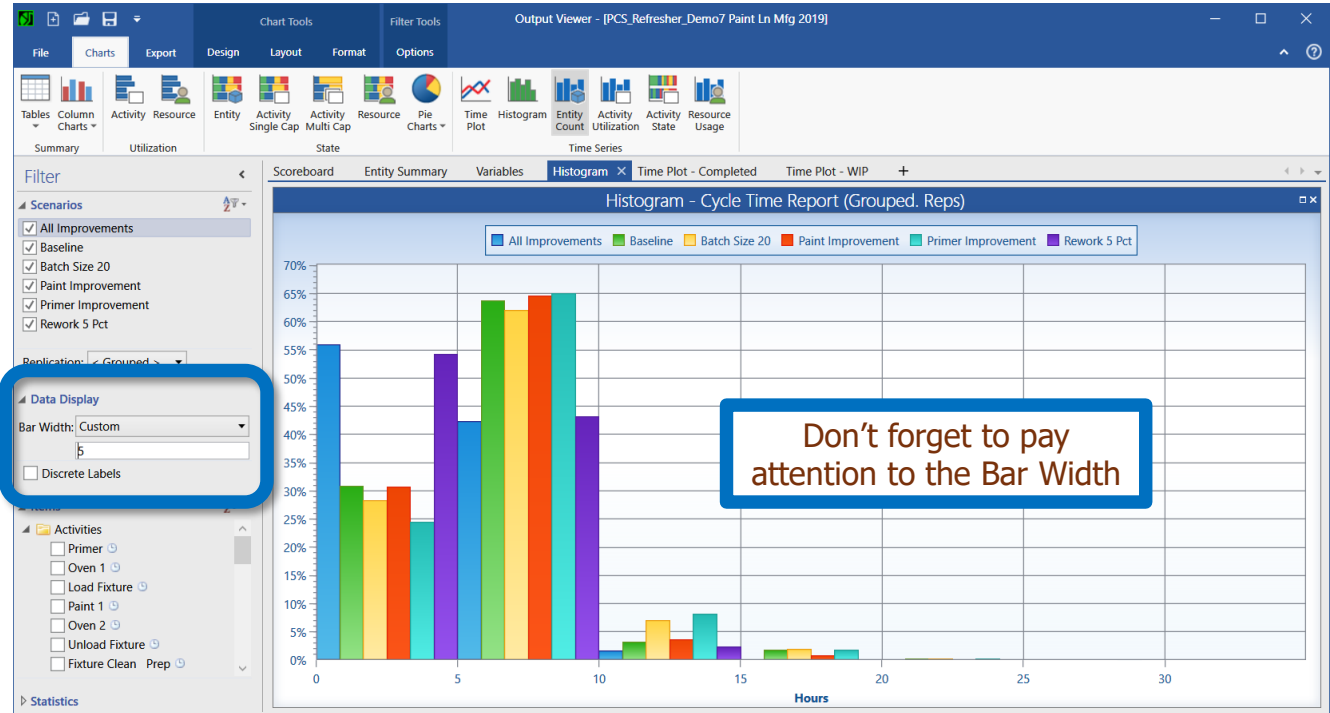 Chart Tools
Filter Tools
Output Viewer - [PCS_Refresher_Demo7 Paint Ln Mfg 2019]
File
Charts
Export
Design
Layout
Format
Options
Tables
Column Charts
Activity
Resource
Entity
Activity Single Cap
Activity Multi Cap
Resource
Pie Charts
Time Plot
Histogram
Entity Count
Activity Utilization
Activity State
Resource Usage
Summary
Utilization
State
Time Series
Filter
Scoreboard
Entity Summary
Variables
Histogram
Time Plot - Completed
Time Plot - WIP
+
Scenarios
All Improvements
Baseline
Batch Size 20
Paint Improvement
Primer Improvement
Rework 5 Pct
Replication: < Grouped >
Data Display
Bar Width: Custom
5
Discrete Labels
Items
Activities
Primer
Oven 1
Load Fixture
Paint 1
Oven 2
Unload Fixture
Fixture Clean Prep
Statistics
Histogram - Cycle Time Report (Grouped. Reps)
All Improvements
Baseline
Batch Size 20
Paint Improvement
Primer Improvement
Rework 5 Pct
70%
65%
60%
55%
50%
45%
40%
35%
30%
25%
20%
15%
10%
5%
0%
0
5
10
15
20
25
30
Hours
Don't forget to pay
attention to the Bar Width